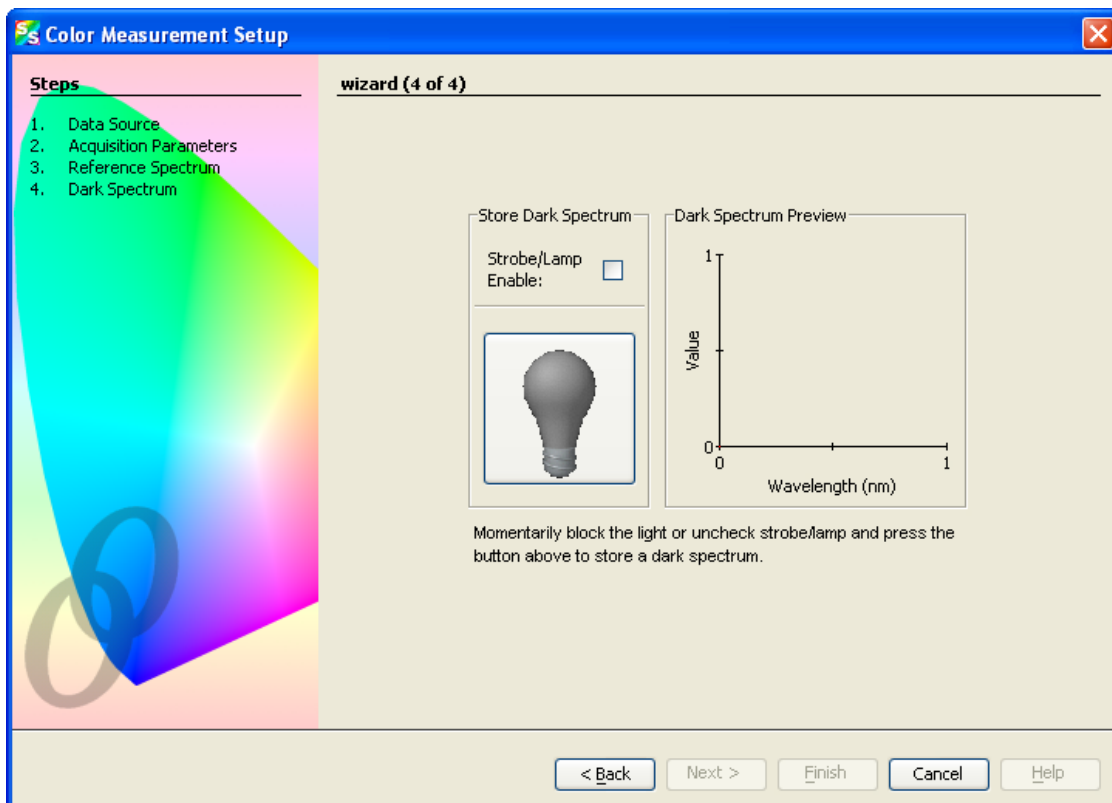 Color Measurement Setup
Steps
1. Data Source
2. Acquisition Parameters
3. Reference Spectrum
4. Dark Spectrum
wizard (4 of 4)
Store Dark Spectrum
Strobe/Lamp
Enable:
Dark Spectrum Preview
1
Value
0
0
1
Wavelength (nm)
Momentarily block the light or uncheck strobe/lamp and press the
button above to store a dark spectrum.
< Back
Next >
Finish
Cancel
Help